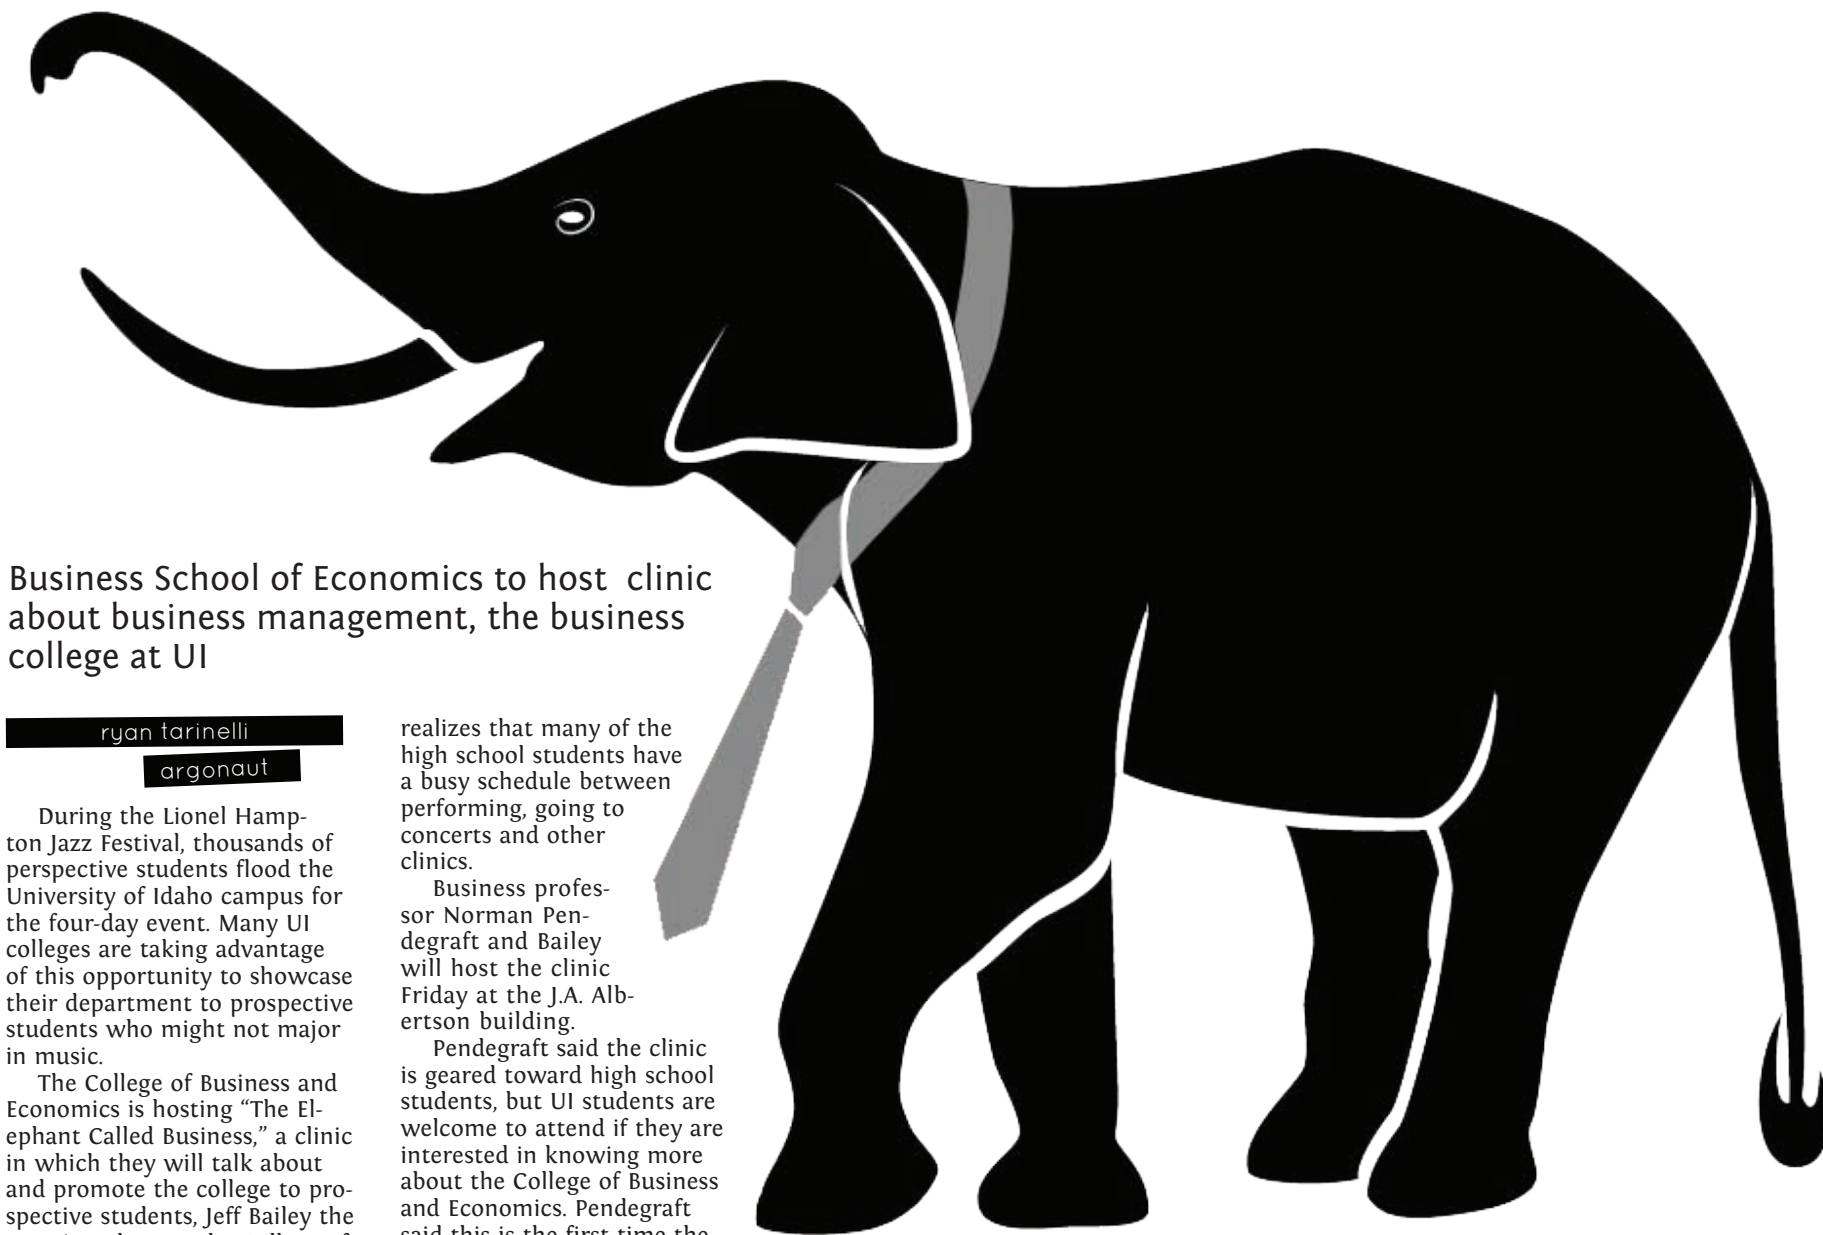 Business School of Economics to host  clinic
about business management, the business
college at UI
ryan tarinelli
argonaut
During the Lionel Hamp-
ton Jazz Festival, thousands of
perspective students flood the
University of Idaho campus for
the four-day event. Many UI
colleges are taking advantage
of this opportunity to showcase
their department to prospective
students who might not major
in music.
The College of Business and
Economics is hosting “The El-
ephant Called Business,” a clinic
in which they will talk about
and promote the college to pro-
spective students, Jeff Bailey the
realizes that many of the
high school students have
a busy schedule between
performing, going to
concerts and other
clinics.
Business profes-
sor Norman Pen-
degraft and Bailey
will host the clinic
Friday at the J.A. Alb-
ertson building.
Pendegraft said the clinic
is geared toward high school
students, but UI students are
welcome to attend if they are
interested in knowing more
about the College of Business
and Economics. Pendegraft
said this is the first time the